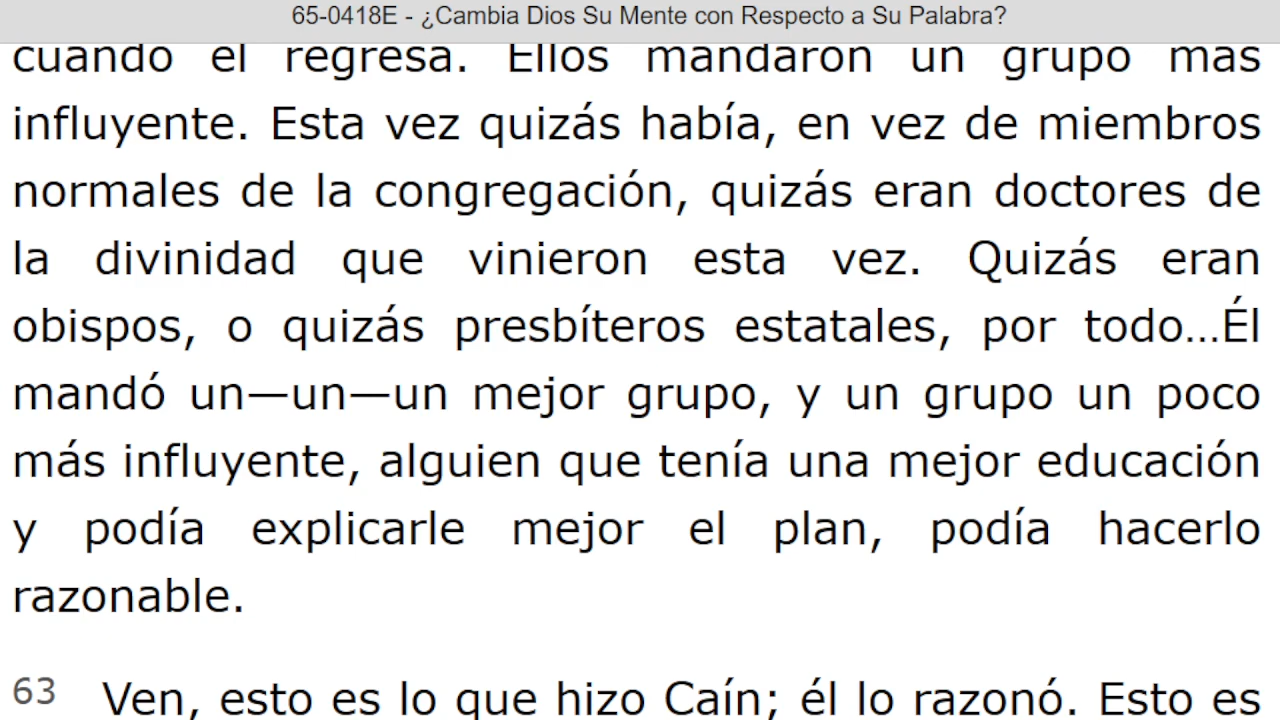 65-0418E - ¿Cambia Dios Su Mente con Respecto a Su Palabra?
cuando él regresa. Ellos mandaron un grupo más
influyente. Esta vez quizás había, en vez de miembros
normales de la congregación, quizás eran doctores de
la divinidad que vinieron esta vez. Quizás eran
obispos, o quizás presbíteros estatales, por todo...Él
mandó un—un—un mejor grupo, y un grupo un poco
más influyente, alguien que tenía una mejor educación
y podía explicarle mejor el plan, podía hacerlo
razonable.
63 Ven, esto es lo que hizo Caín; él lo razonó. Esto es